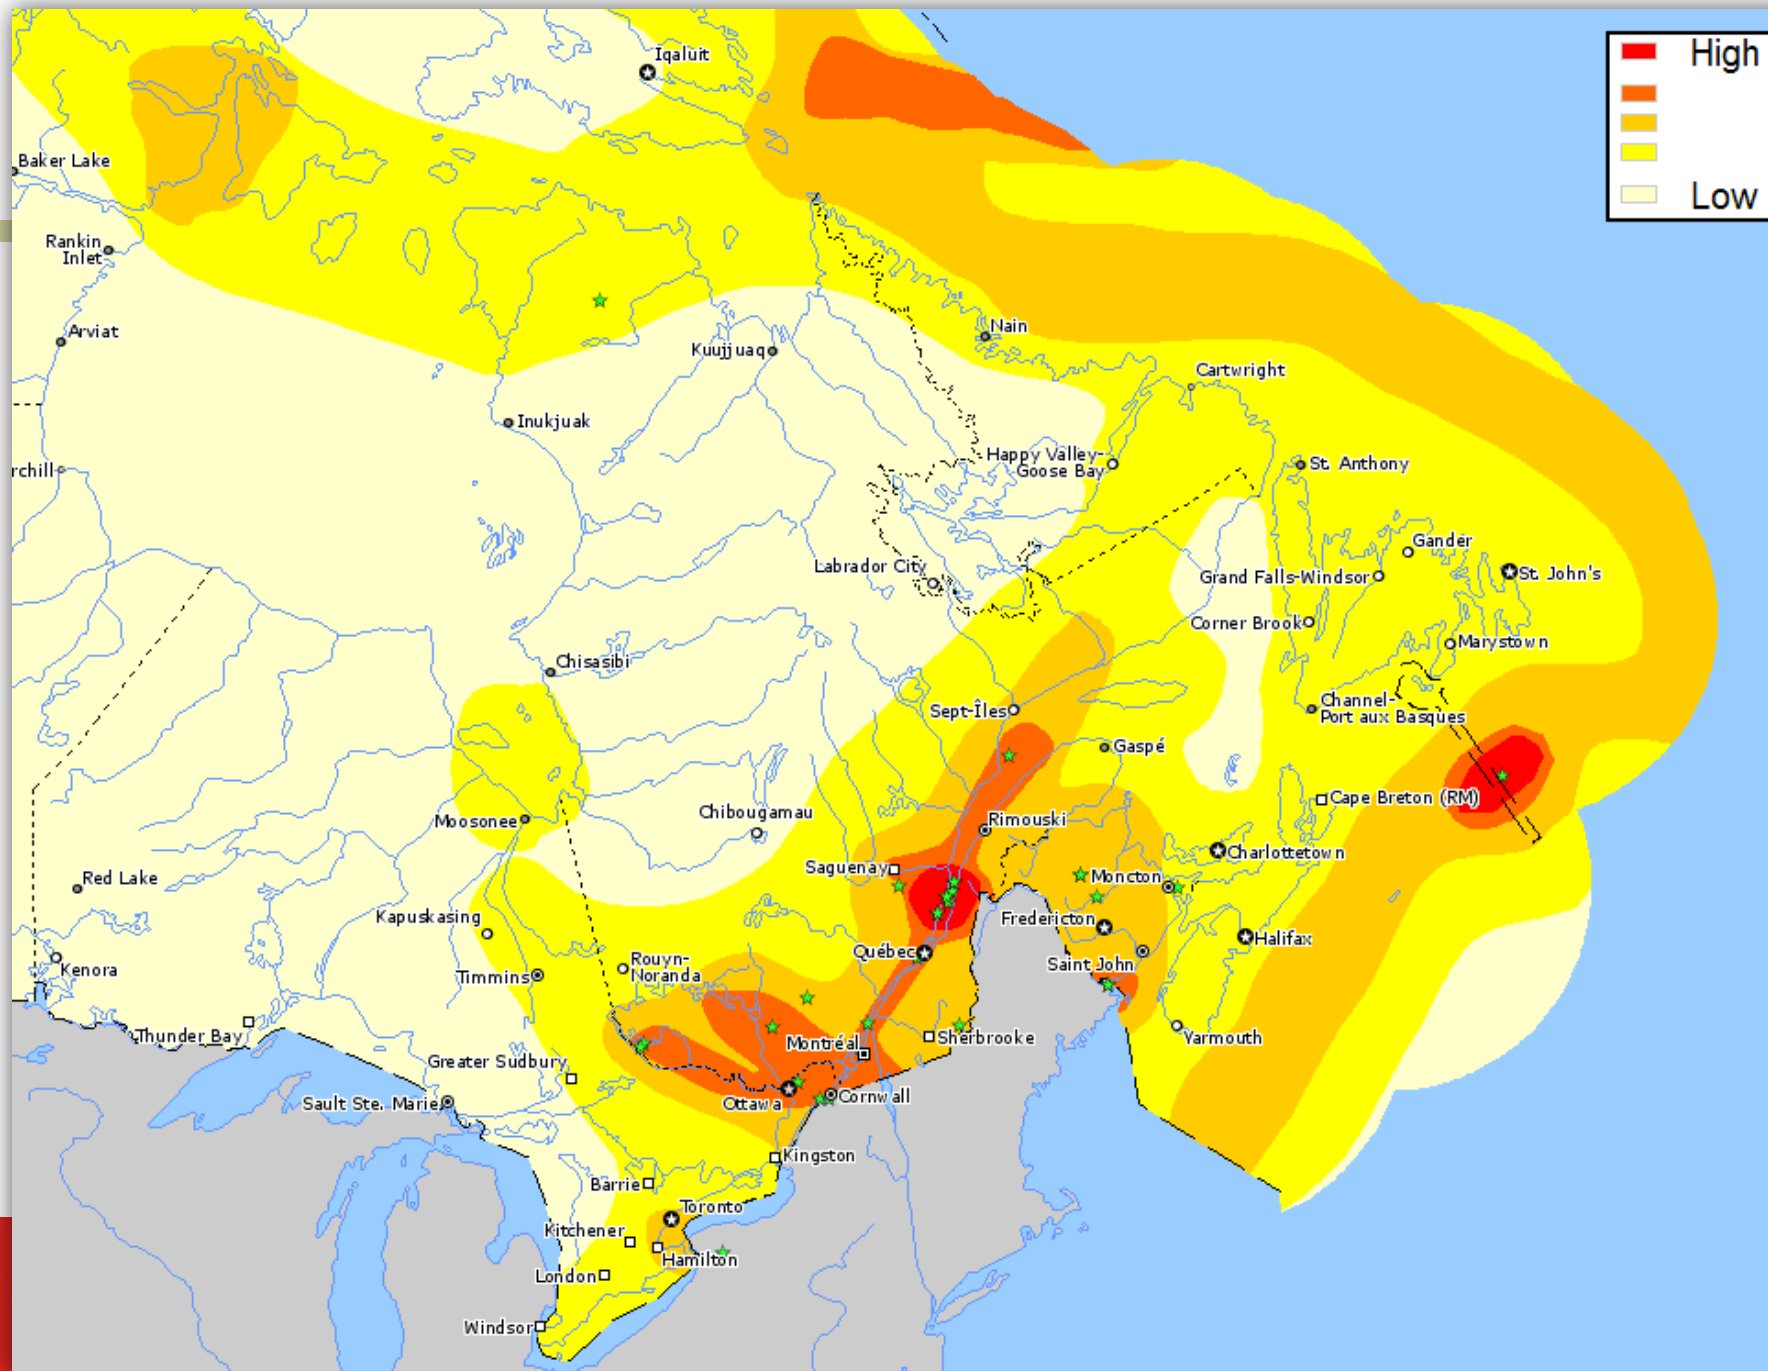 High
Low
Iqaluit
Baker Lake
Rankin
Inlet
Arviat
Nain
Kuujjuaq
Cartwright
Inukjuak
Happy Valley-
Goose Bay
St. Anthony
rchill
Gander
Labrador City
Grand Falls-Windsor
St. John's
Corner Brook
Marystown
Chisasibi
Channel-
Port aux Basques
Sept-Îles
Gaspé
Cape Breton (RM)
Chibougamau
Moosonee
Rimouski
Charlottetown
Saguenay
Moncton
Red Lake
Kapuskasing
Fredericton
Halifax
Québec
Saint John
Kenora
Rouyn-
Noranda
Timmins
Thunder Bay
Montréal
Sherbrooke
Yarmouth
Greater Sudbury
Sault Ste. Marie
Ottawa
Cornwall
Kingston
Barrie
Toronto
Kitchener
Hamilton
London
Windsor